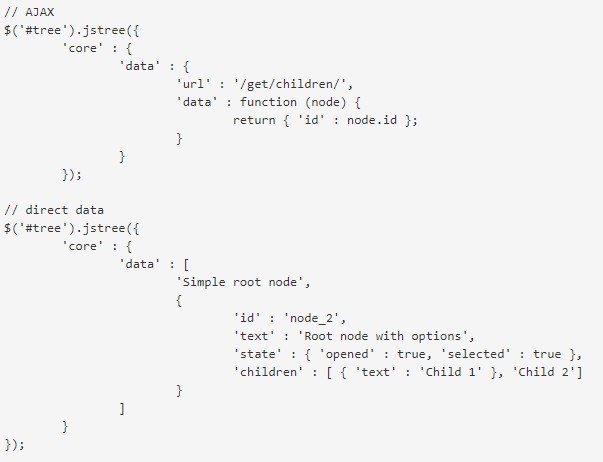 // AJAX
$('#tree').jstree({
        'core' : {
                'data' : {
                        'url' : '/get/children/',
                        'data' : function (node) {
                                return { 'id' : node.id };
                        }
                }
        });

// direct data
$('#tree').jstree({
        'core' : {
                'data' : [
                        'Simple root node',
                        {
                                'id' : 'node_2',
                                'text' : 'Root node with options',
                                'state' : { 'opened' : true, 'selected' : true },
                                'children' : [ { 'text' : 'Child 1' }, 'Child 2']
                        }
                ]
        }
});